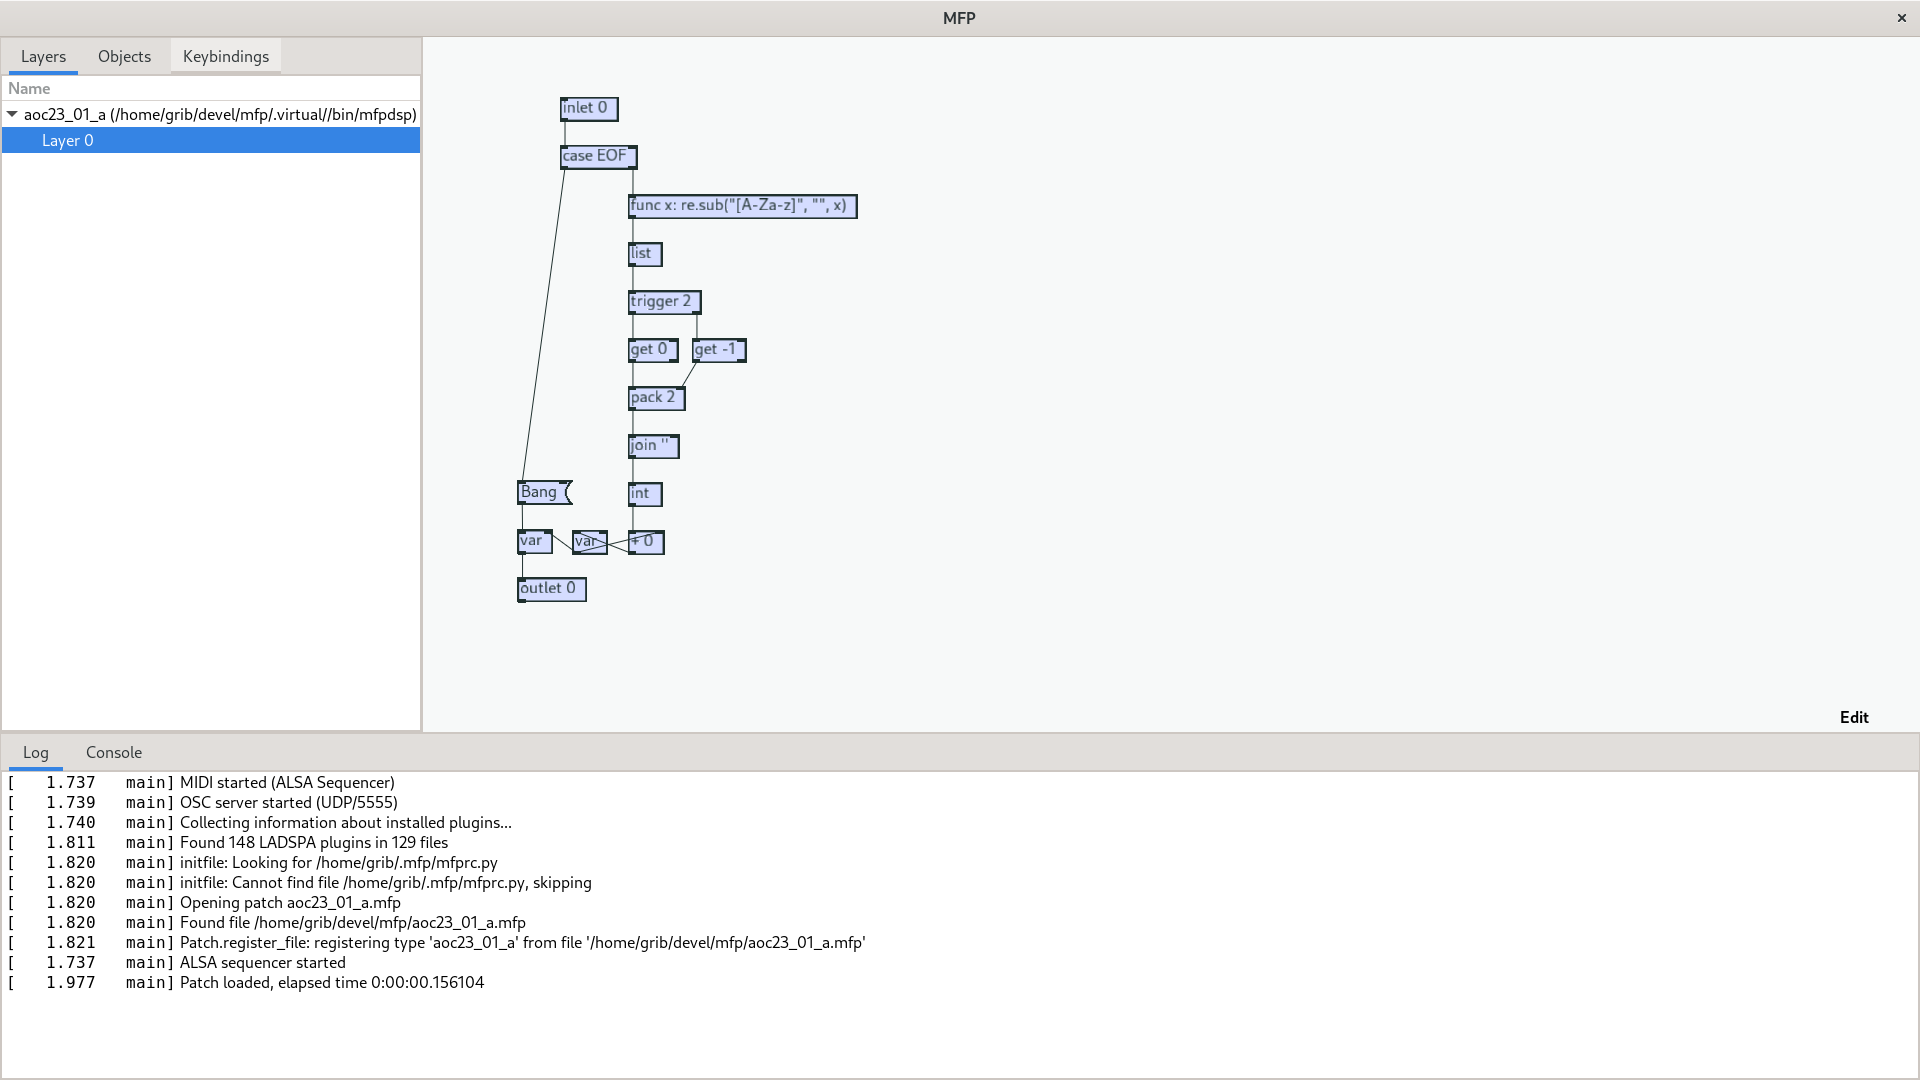 MFP
×
Layers Objects Keybindings
Name
aoc23_01_a (/home/grib/devel/mfp/.virtual//bin/mfpdsp)
Layer 0
inlet 0
case EOF
func x: re.sub("[A-Za-z]", "", x)
list
trigger 2
get 0 get -1
pack 2
join ''
Bang int
var var + 0
outlet 0
Edit
Log Console
[ 1.737 main] MIDI started (ALSA Sequencer)
[ 1.739 main] OSC server started (UDP/5555)
[ 1.740 main] Collecting information about installed plugins...
[ 1.811 main] Found 148 LADSPA plugins in 129 files
[ 1.820 main] initfile: Looking for /home/grib/.mfp/mfprc.py
[ 1.820 main] initfile: Cannot find file /home/grib/.mfp/mfprc.py, skipping
[ 1.820 main] Opening patch aoc23_01_a.mfp
[ 1.820 main] Found file /home/grib/devel/mfp/aoc23_01_a.mfp
[ 1.821 main] Patch.register_file: registering type 'aoc23_01_a' from file '/home/grib/devel/mfp/aoc23_01_a.mfp'
[ 1.737 main] ALSA sequencer started
[ 1.977 main] Patch loaded, elapsed time 0:00:00.156104